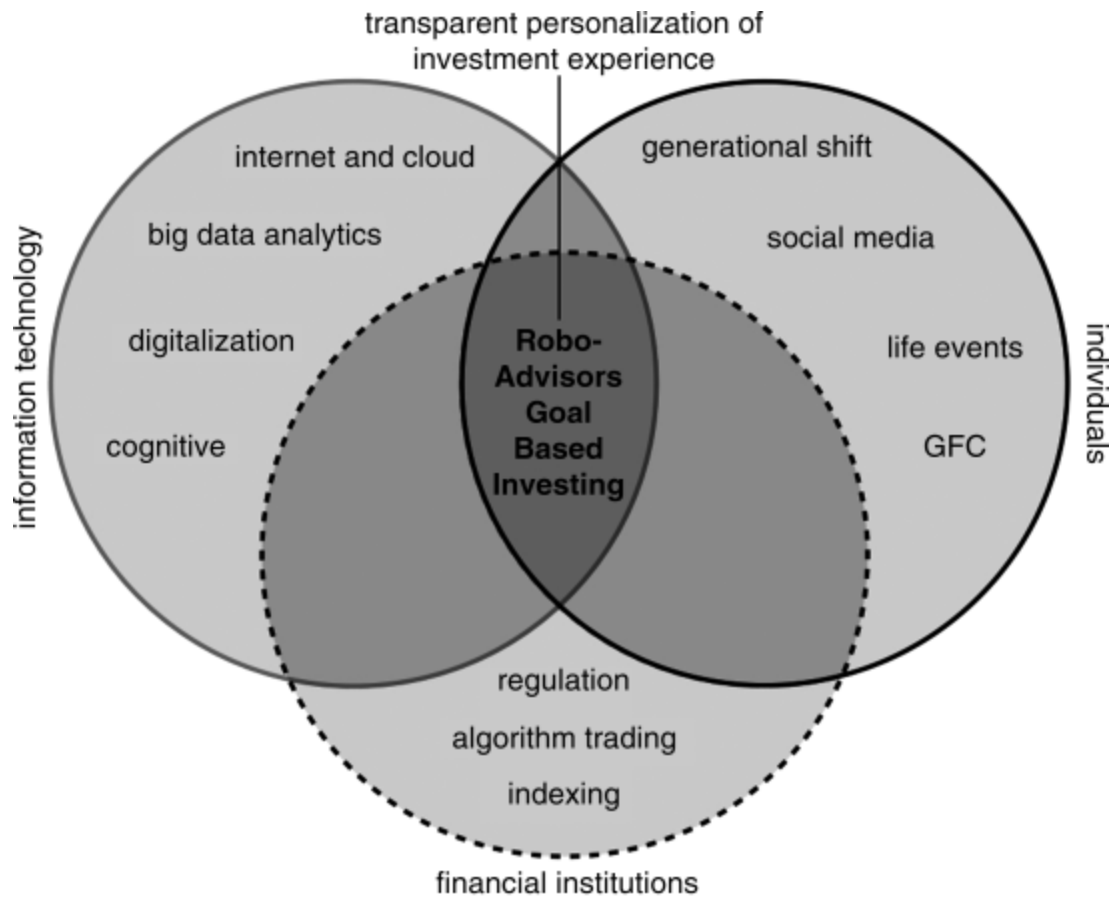 transparent personalization of
investment experience
internet and cloud
big data analytics
digitalization
cognitive
information technology
generational shift
social media
life events
GFC
individuals
Robo-
Advisors
Goal
Based
Investing
regulation
algorithm trading
indexing
financial institutions